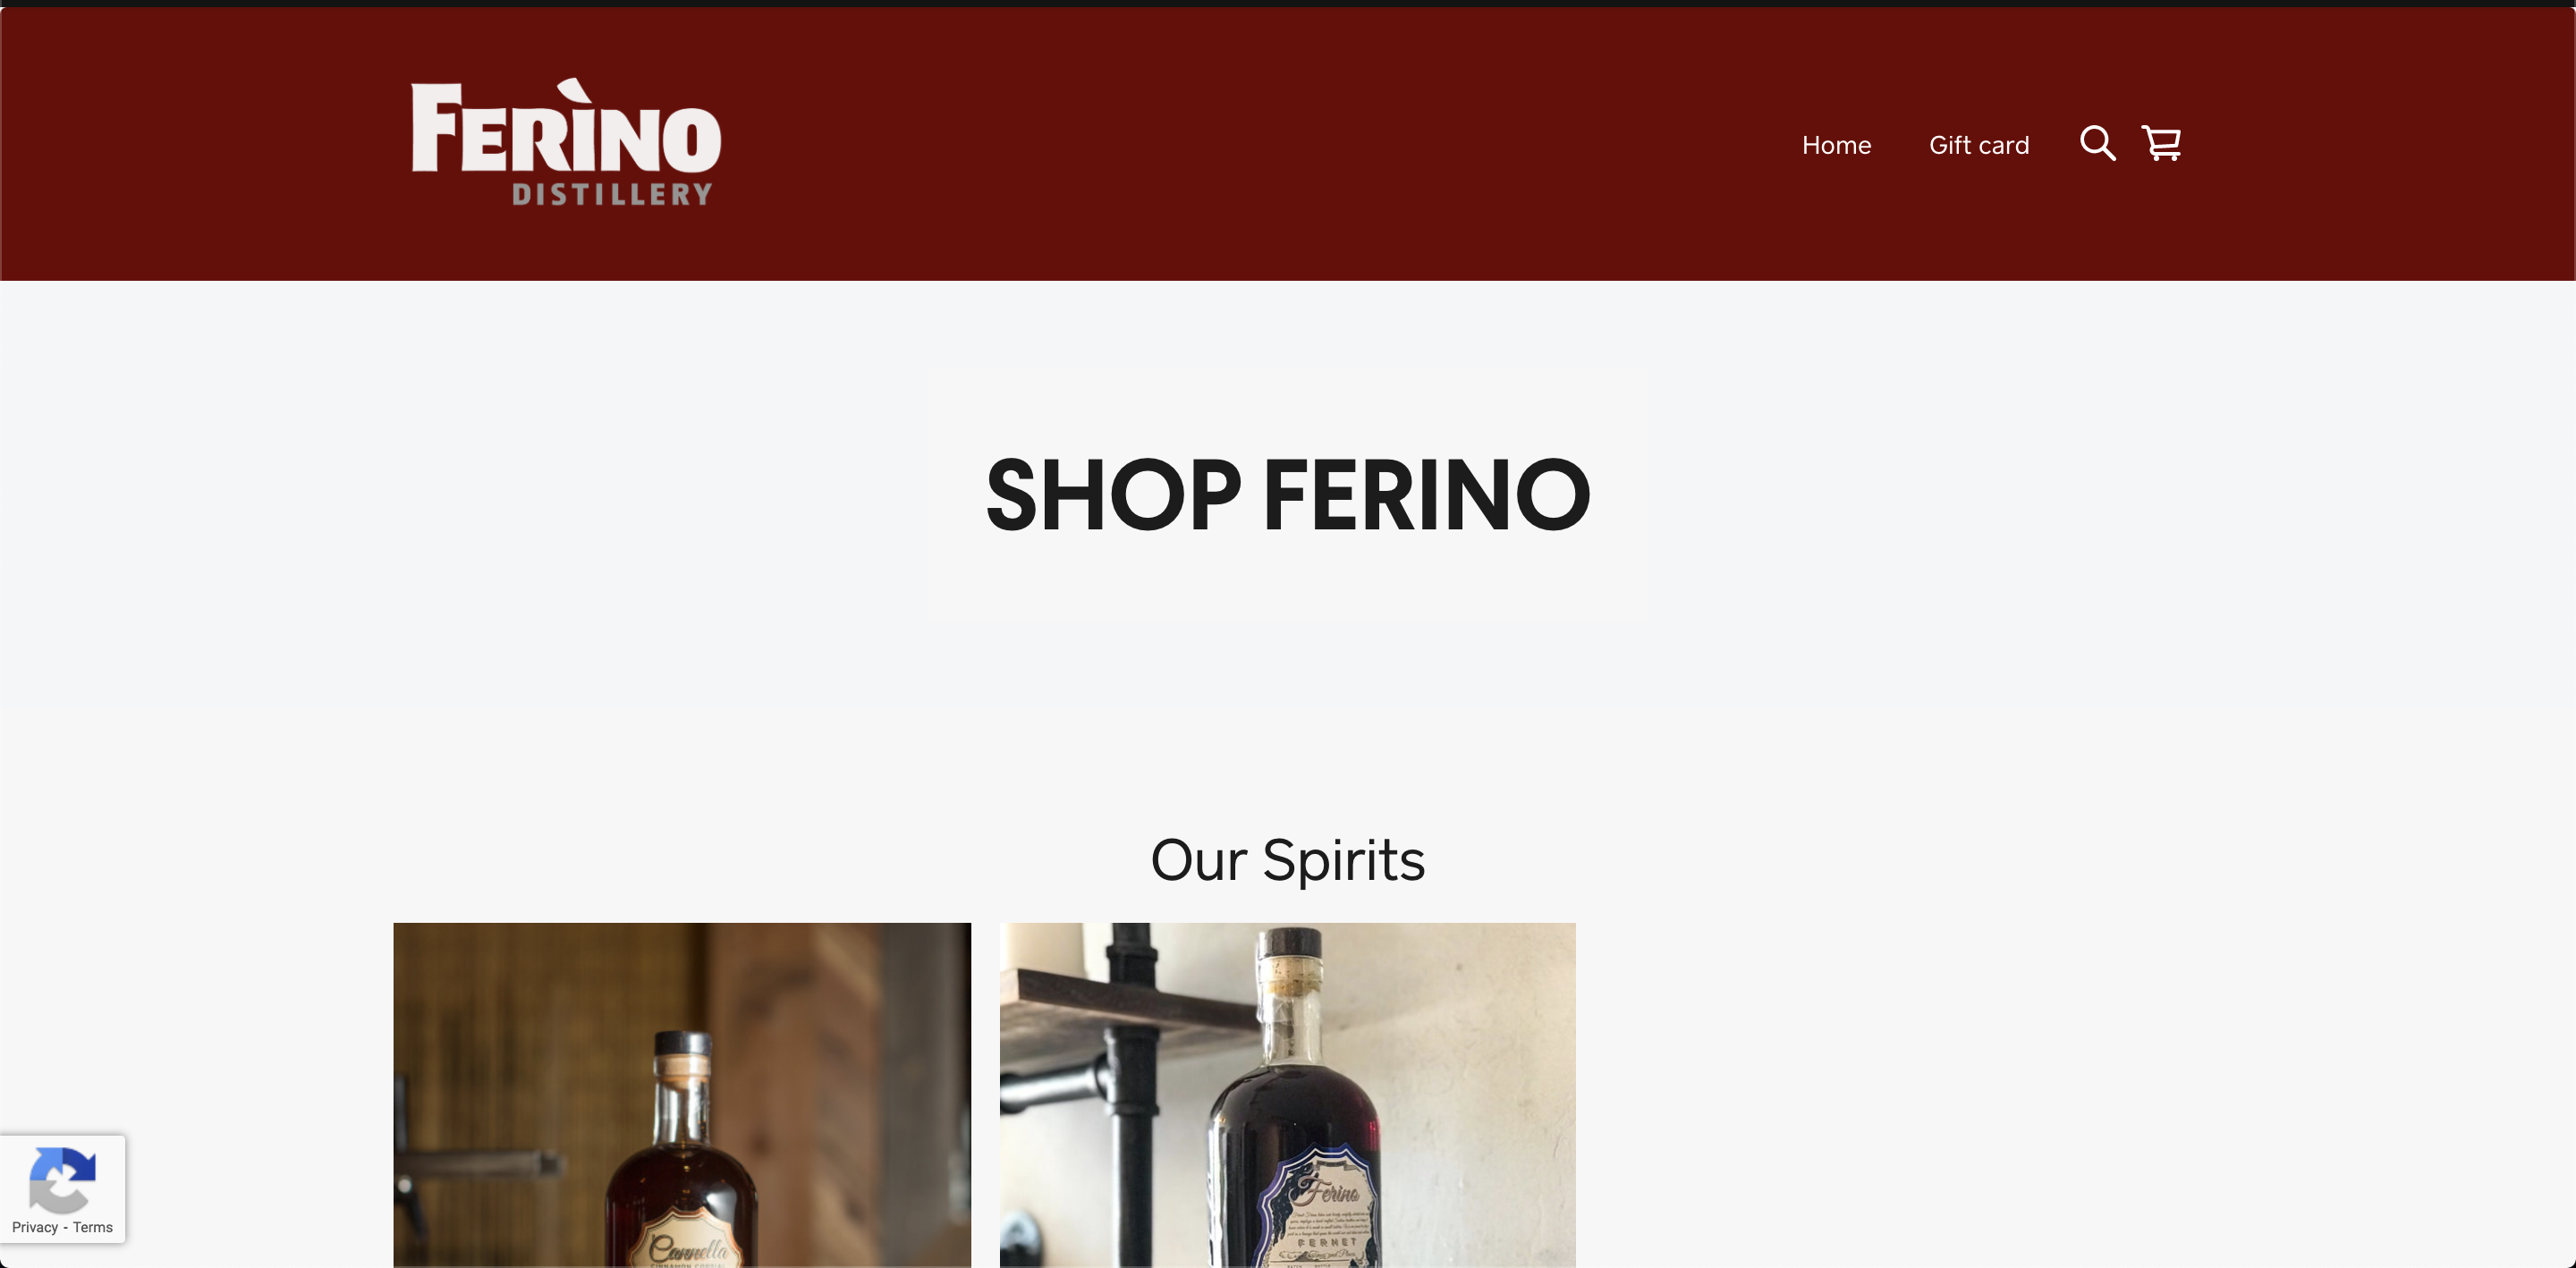 FERÌNO
DISTILLERY
Home
Gift card
SHOP FERINO
Our Spirits
Cannella
CINNAMON CORDIAL
Ferino
FERNET
Privacy - Terms